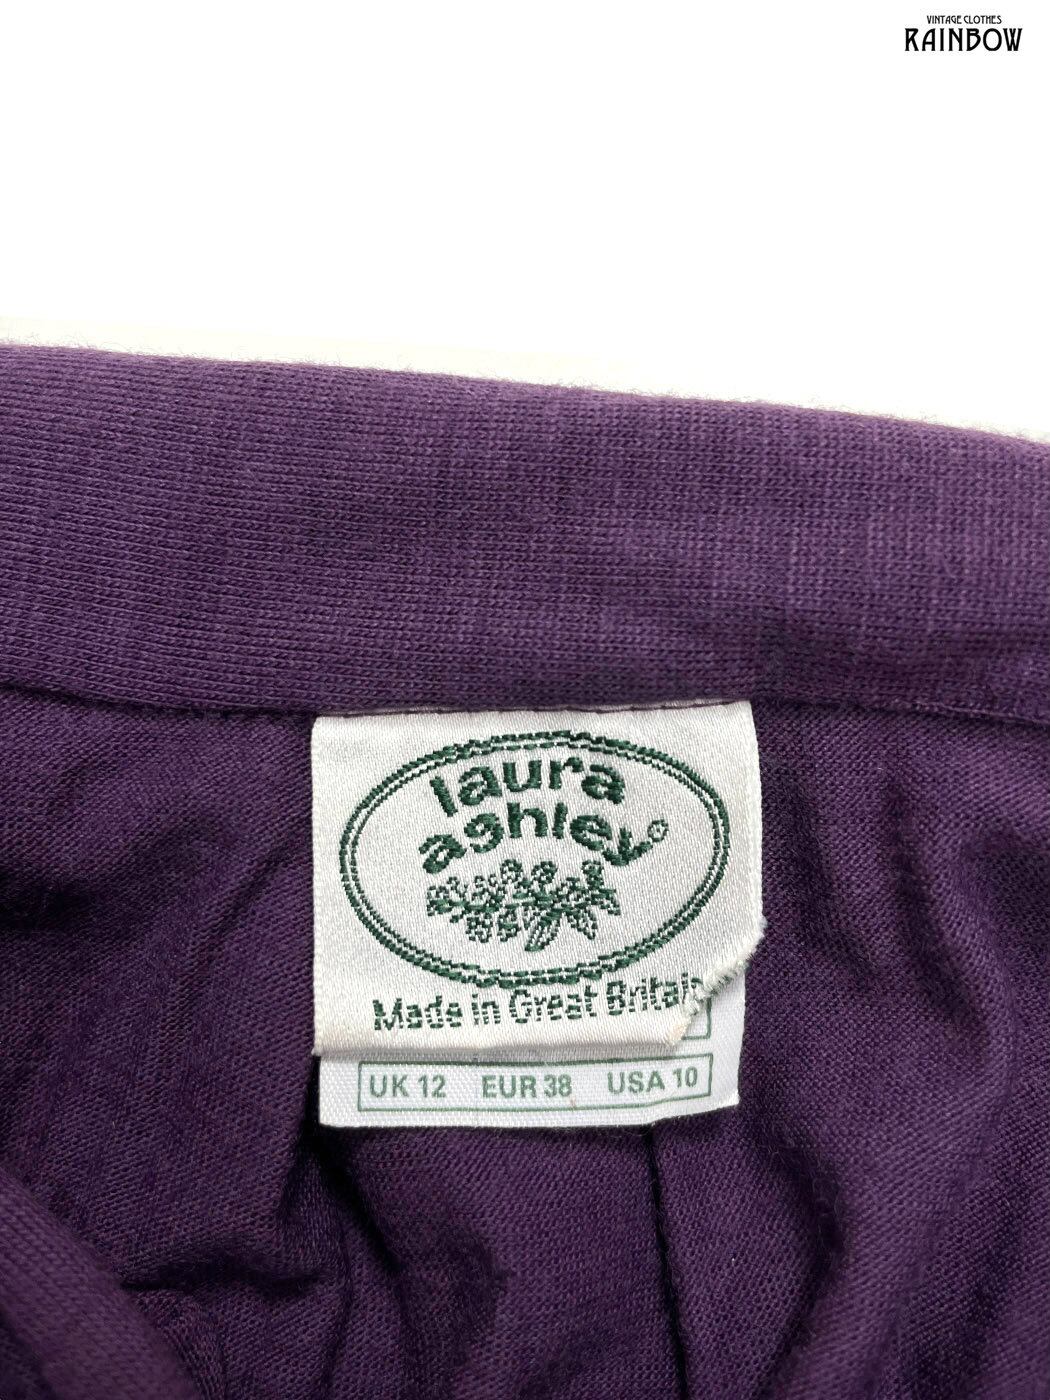 VINTAGE CLOTHES
RAINBOW
laura
ashley©
Made in Great Britain
UK 12 EUR 38 USA 10